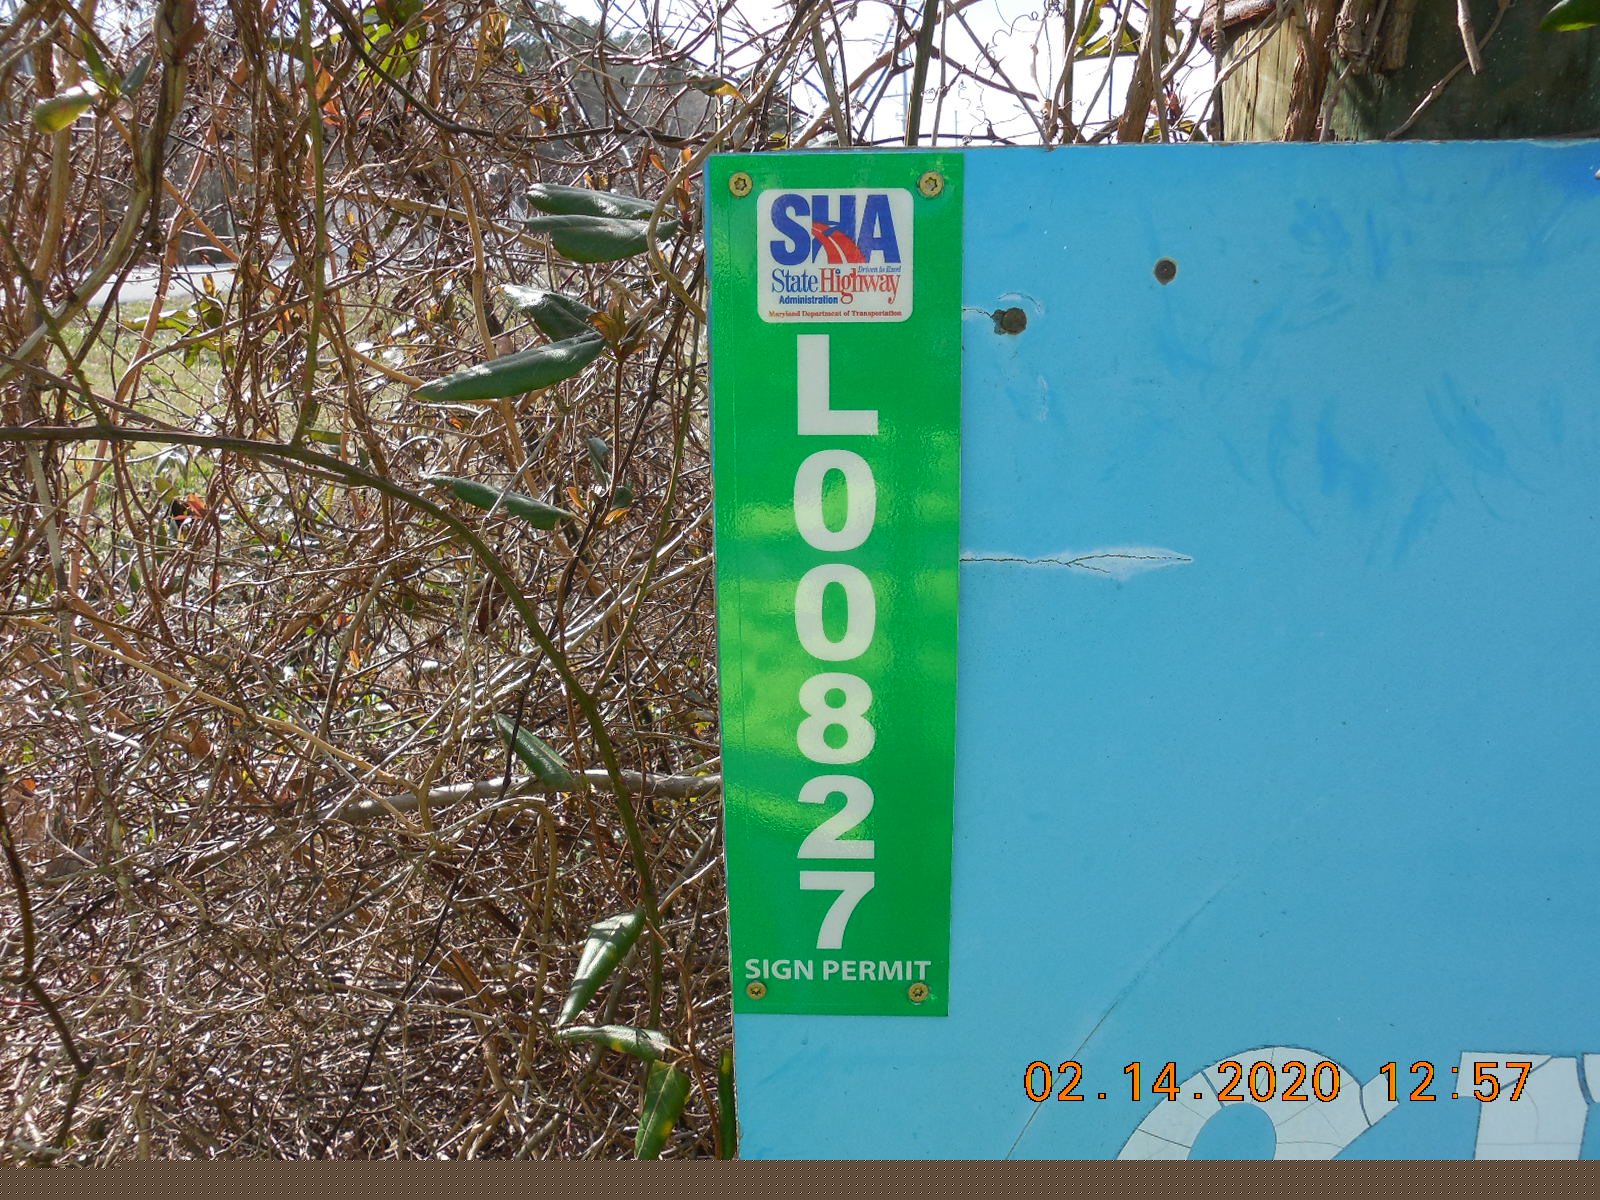 SHA
Driven to Excel
State Highway
Administration
Maryland Department of Transportation
L
0
0
8
2
7
SIGN PERMIT
02.14.2020 12:57